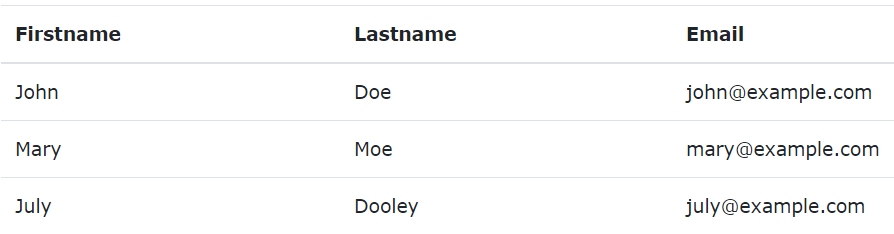 Firstname Lastname Email
John Doe john@example.com
Mary Moe mary@example.com
July Dooley july@example.com